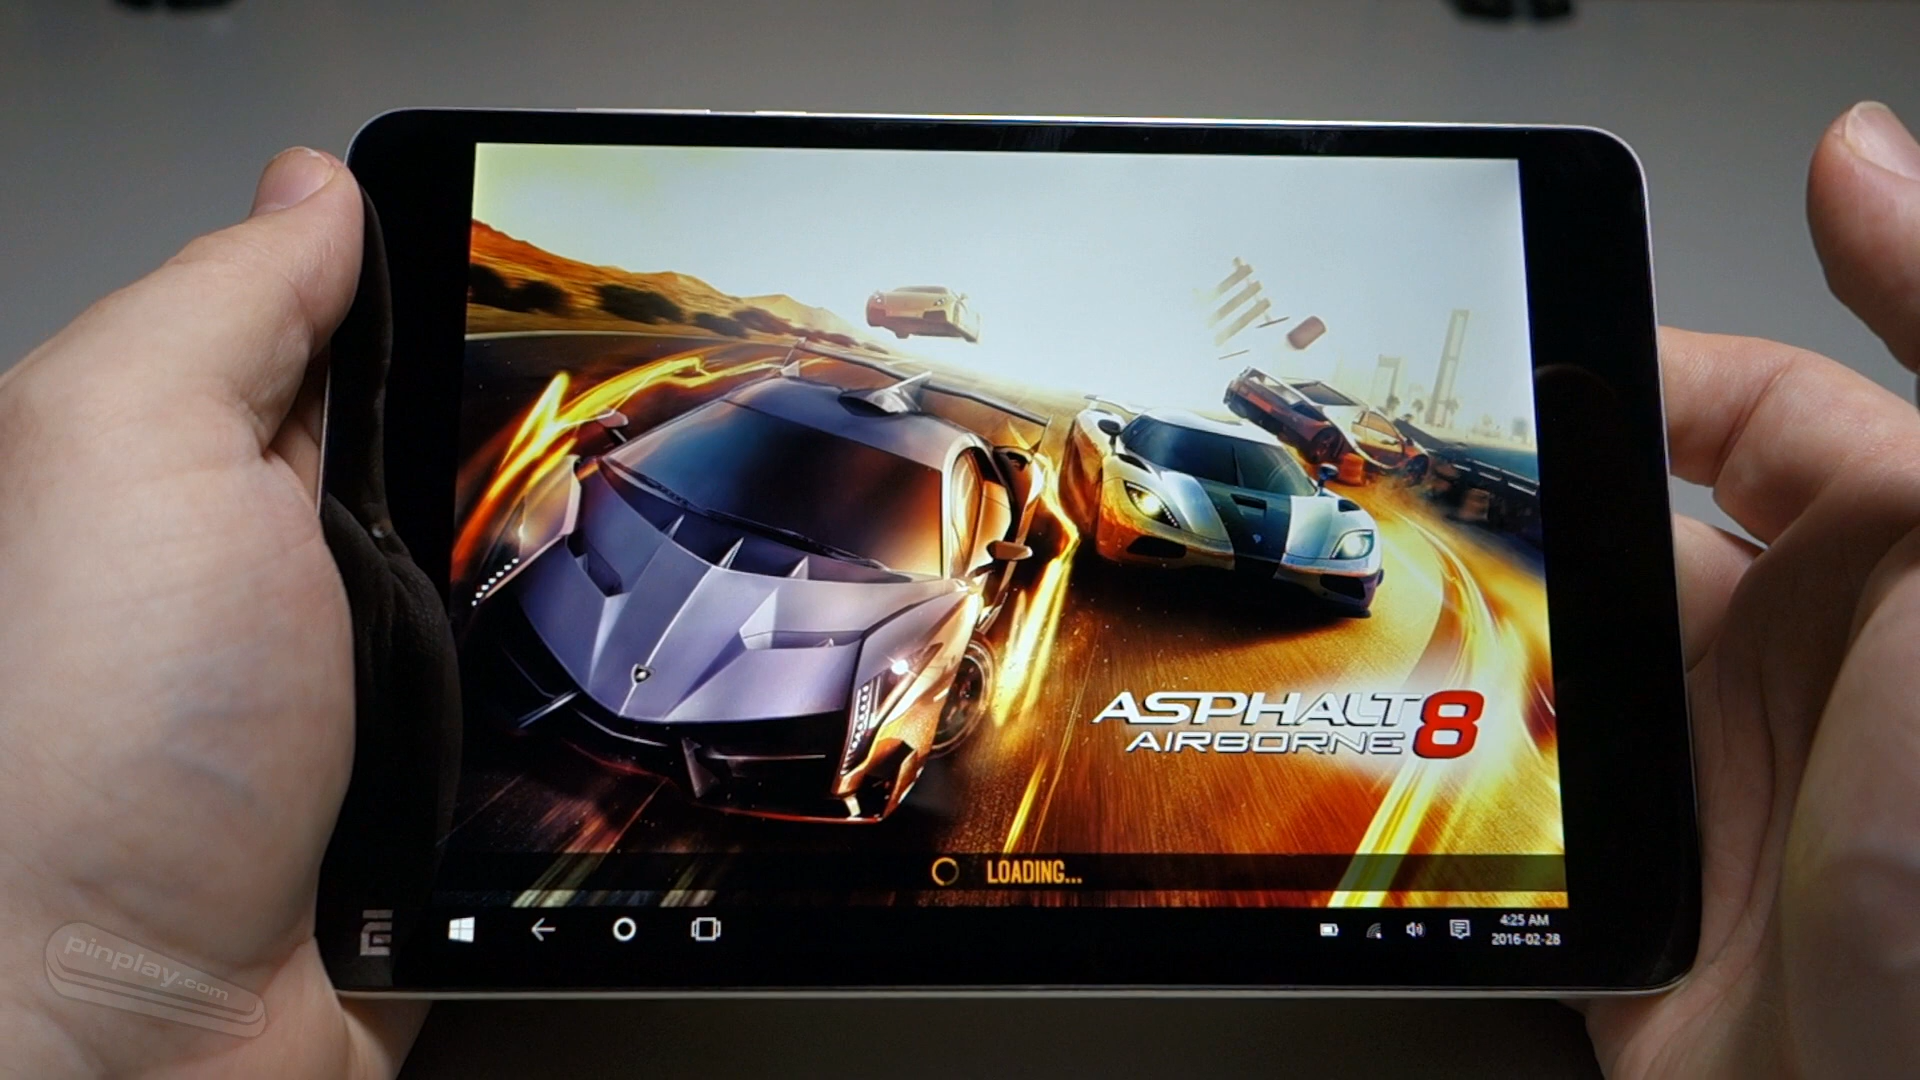 ASPHALT 8
AIRBORNE
LOADING...
4:25 AM
2016-02-28
pinplay.com